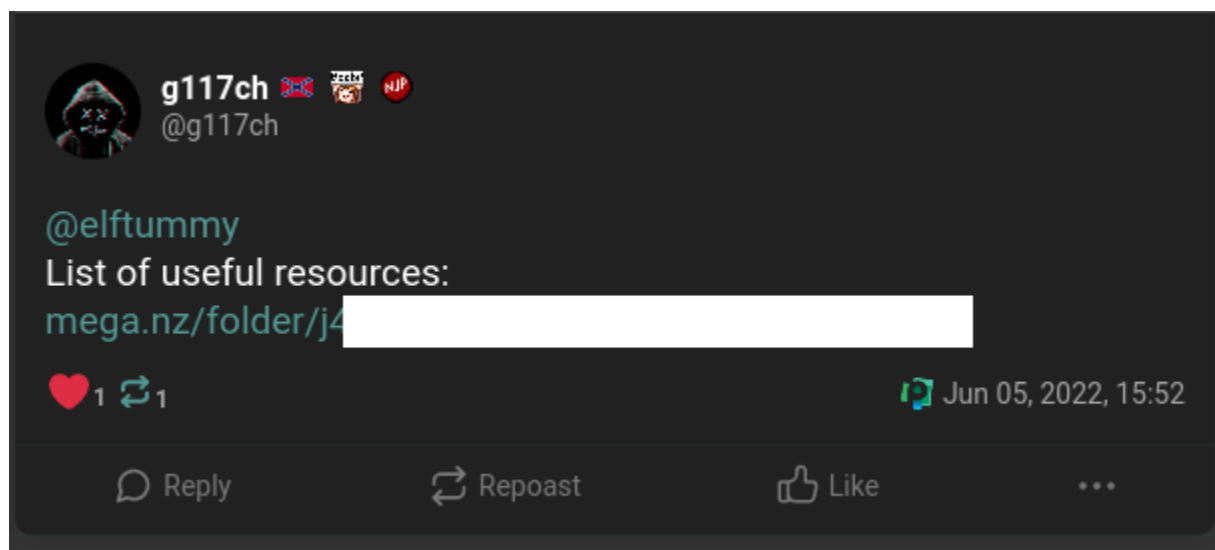 g117ch
NJP
@g117ch
@elftummy
List of useful resources:
mega.nz/folder/j4
1 1
Jun 05, 2022, 15:52
Reply
Repoast
Like